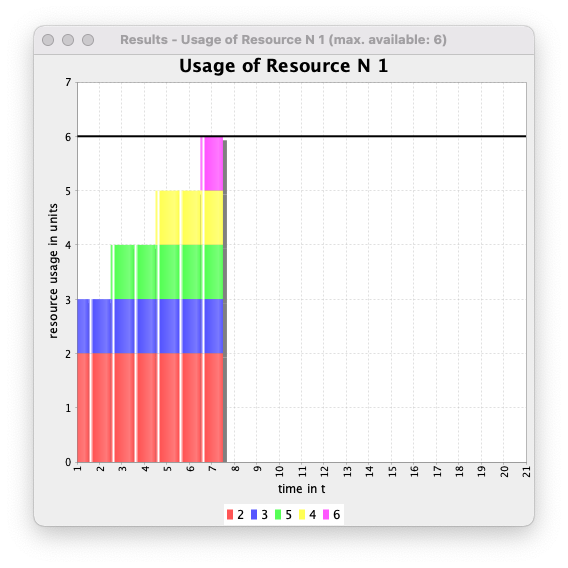 Results - Usage of Resource N 1 (max. available: 6)
Usage of Resource N 1
resource usage in units
7
6
5
4
3
2
1
0
1 2 3 4 5 6 7 8 9 10 11 12 13 14 15 16 17 18 19 20 21
time in t
2 3 5 4 6